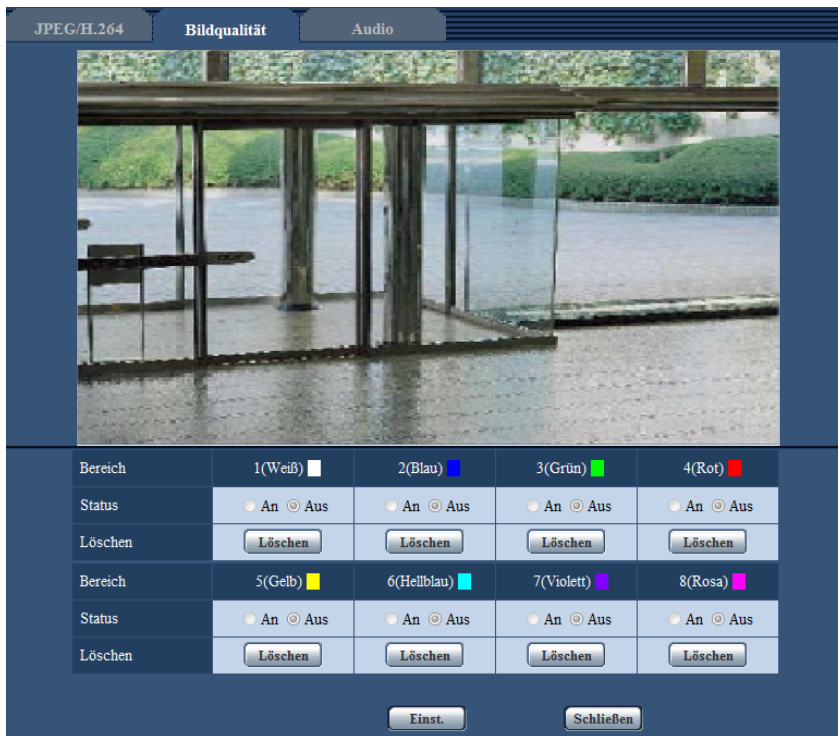 JPEG/H.264 Bildqualität Audio
Bereich 1(Weiß) 2(Blau) 3(Grün) 4(Rot)
Status An Aus An Aus An Aus An Aus
Löschen Löschen Löschen Löschen Löschen
Bereich 5(Gelb) 6(Hellblau) 7(Violett) 8(Rosa)
Status An Aus An Aus An Aus An Aus
Löschen Löschen Löschen Löschen Löschen
Einst. Schließen